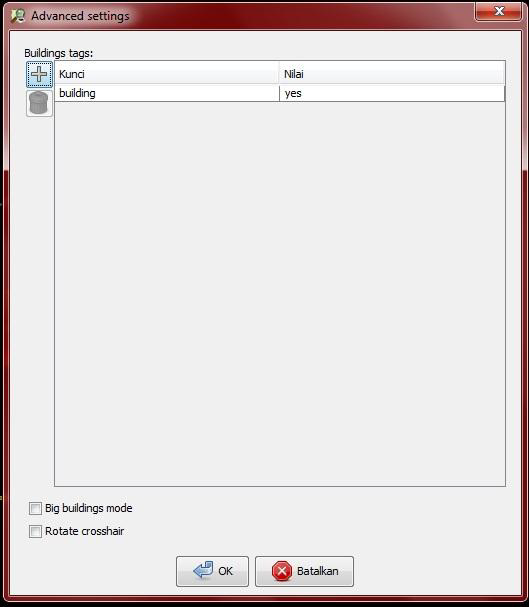 Advanced settings
Buildings tags:
Kunci Nilai
building yes
Big buildings mode
Rotate crosshair
OK Batalkan